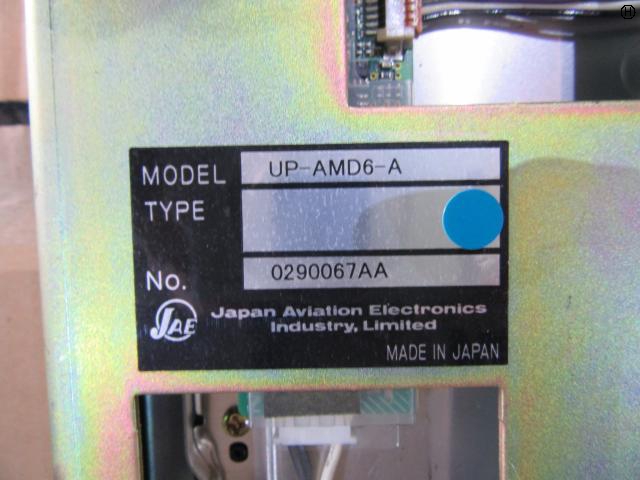 H
MODEL UP-AMD6-A
TYPE
No. 0290067AA
JAE Japan Aviation Electronics
Industry, Limited
MADE IN JAPAN